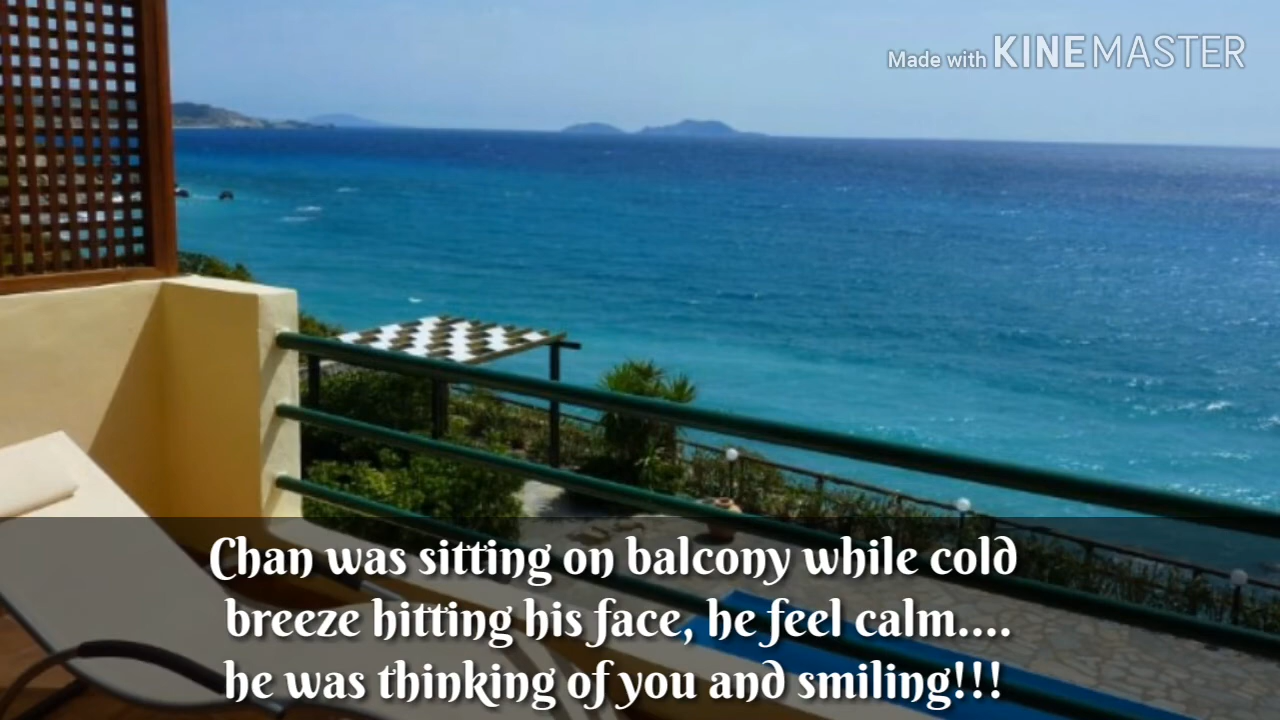 Made with KINEMASTER
Chan was sitting on balcony while cold
breeze hitting his face, he feel calm....
he was thinking of you and smiling!!!